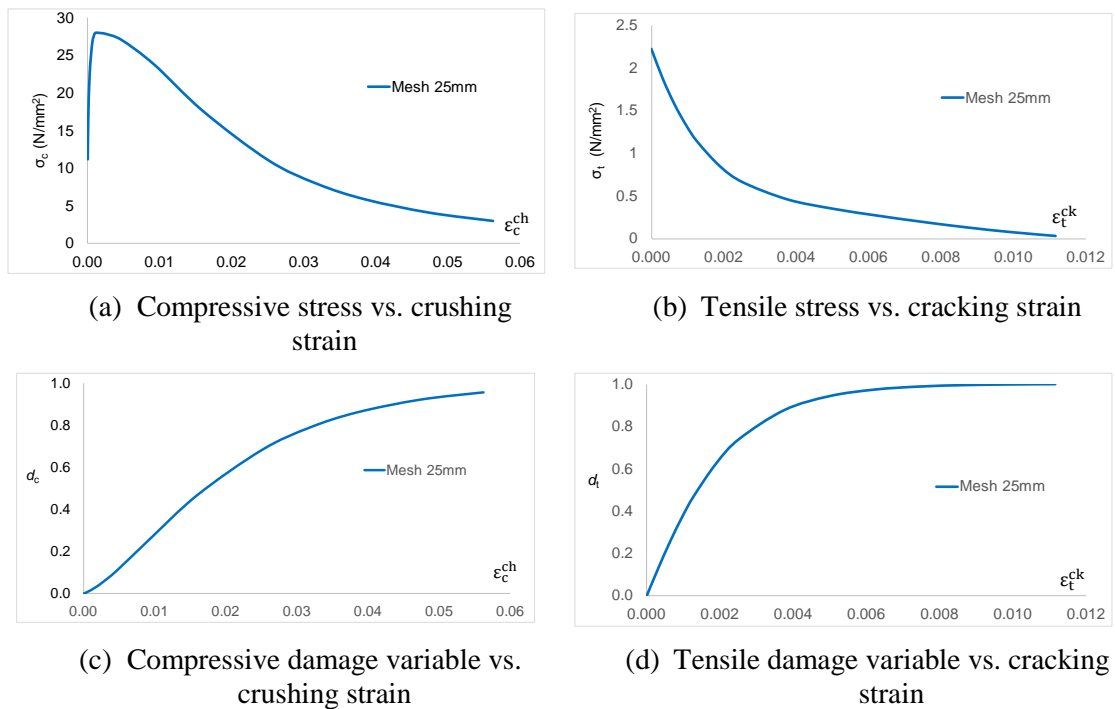 30
25
20
15
10
5
0
σc (N/mm²)
Mesh 25mm
εcch
0.00 0.01 0.02 0.03 0.04 0.05 0.06
(a) Compressive stress vs. crushing
strain
2.5
2
1.5
1
0.5
0
σt (N/mm²)
Mesh 25mm
εtck
0.000 0.002 0.004 0.006 0.008 0.010 0.012
(b) Tensile stress vs. cracking strain
1.0
0.8
0.6
0.4
0.2
0.0
dc
Mesh 25mm
εcch
0.00 0.01 0.02 0.03 0.04 0.05 0.06
(c) Compressive damage variable vs.
crushing strain
1.0
0.8
0.6
0.4
0.2
0.0
dt
Mesh 25mm
εtck
0.000 0.002 0.004 0.006 0.008 0.010 0.012
(d) Tensile damage variable vs. cracking
strain